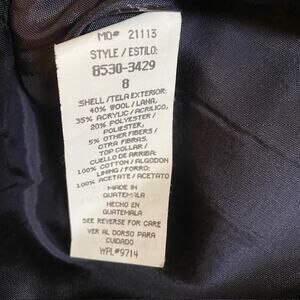 MO# 21113
STYLE / ESTILO:
8530-3429
8
SHELL /TELA EXTERIOR:
40% WOOL / LANA,
35% ACRYLIC / ACRILICO,
20% POLYESTER /
POLIESTER,
5% OTHER FIBERS /
OTRA FIBRAS.
TOP COLLAR /
CUELLO DE ARRIBA:
100% COTTON / ALGODON
LINING / FORRO:
100% ACETATE / ACETATO
MADE IN
GUATEMALA
HECHO EN
GUATEMALA
SEE REVERSE FOR CARE
VER AL DORSO PARA
CUIDADO
WPL#9714